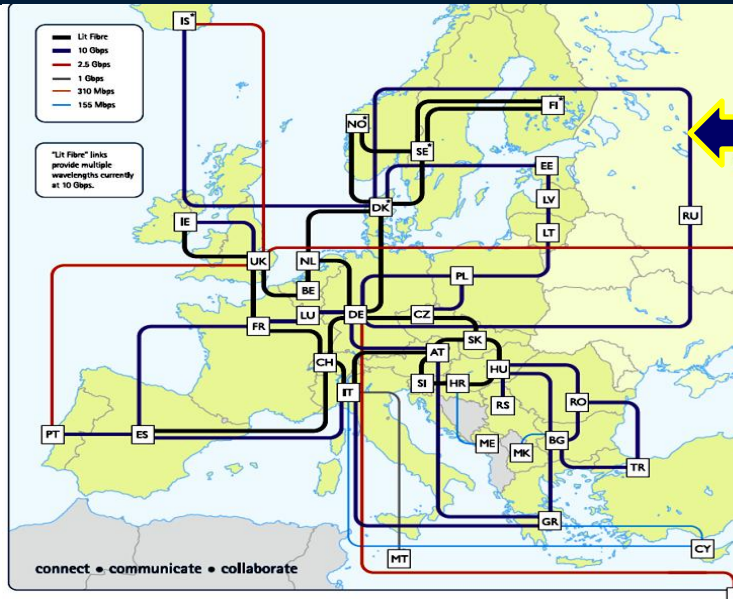 IS*
Lit Fibre
10 Gbps
2.5 Gbps
1 Gbps
310 Mbps
155 Mbps
"Lit Fibre" links
provide multiple
wavelengths currently
at 10 Gbps.
NO*
FI*
SE*
EE
LV
DK*
RU
IE
LT
UK
NL
PL
BE
LU
DE
CZ
FR
SK
AT
CH
HU
SI
HR
IT
RS
RO
PT
ES
ME
MK
BG
TR
GR
CY
MT
connect • communicate • collaborate